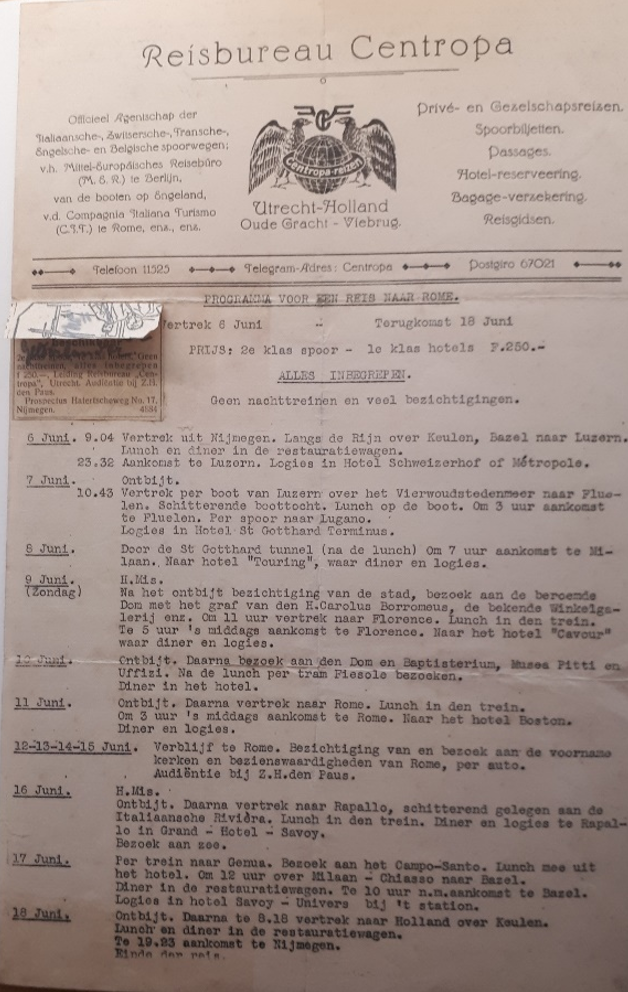 Reisbureau Centropa
Officieel Agentschap der
Italiaansche-, Zwitsersche-, Fransche-,
Engelsche- en Belgische spoorwegen;
v.h. Mittel-Europäisches Reisebüro
(M.E.R.) te Berlijn,
van de booten op Engeland,
v.d. Compagnia Italiana Turismo
(C.I.T.) te Rome, enz., enz.
Centropa-reizen
Utrecht-Holland
Oude Gracht - Viebrug.
Privé- en Gezelschapsreizen.
Spoorbiljetten.
Passages.
Hotel-reserveering.
Bagage-verzekering.
Reisgidsen.
Telefoon 11525
Telegram-Adres: Centropa
Postgiro 67021
PROGRAMMA VOOR EEN REIS NAAR ROME.
Vertrek 6 Juni - Terugkomst 18 Juni
PRIJS: 2e klas spoor - 1e klas hotels F.250.-
ALLES INBEGREPEN.
Geen nachttreinen en veel bezichtigingen.
nachttreinen, alles inbegrepen
f 250.—, Leiding Reisbureau „Cen-
tropa", Utrecht. Auditie bij Z.H.
den Paus.
Prospectus Hatertscheweg No. 17,
Nijmegen. 4984
6 Juni. 9.04 Vertrek uit Nijmegen. Langs de Rijn over Keulen, Bazel naar Luzern.
Lunch en diner in de restauratiewagen.
23.32 Aankomst te Luzern. Logies in Hotel Schweizerhof of Métropole.
7 Juni. Ontbijt.
10.43 Vertrek per boot van Luzern over het Vierwoudstedenmeer naar Flue-
len. Schitterende boottocht. Lunch op de boot. Om 3 uur aankomst
te Fluelen. Per spoor naar Lugano.
Logies in Hotel St Gotthard Terminus.
8 Juni. Door de St Gotthard tunnel (na de lunch) Om 7 uur aankomst te Mi-
laan. Naar hotel "Touring", waar diner en logies.
9 Juni. H.Mis.
(Zondag) Na het ontbijt bezichtiging van de stad, bezoek aan de beroemde
Dom met het graf van den H.Carolus Borromeus, de bekende Winkelga-
lerij enz. Om 11 uur vertrek naar Florence. Lunch in den trein.
Te 5 uur 's middags aankomst te Florence. Naar het hotel "Cavour"
waar diner en logies.
10 Juni. Ontbijt. Daarna bezoek aan den Dom en Baptisterium, Musea Pitti en
Uffizi. Na de lunch per tram Fiesole bezoeken.
Diner in het hotel.
11 Juni. Ontbijt. Daarna vertrek naar Rome. Lunch in den trein.
Om 3 uur 's middags aankomst te Rome. Naar het hotel Boston.
Diner en logies.
12-13-14-15 Juni. Verblijf te Rome. Bezichtiging van en bezoek aan de voorname
kerken en bezienswaardigheden van Rome, per auto.
Audiëntie bij Z.H.den Paus.
16 Juni. H.Mis.
Ontbijt. Daarna vertrek naar Rapallo, schitterend gelegen aan de
Italiaansche Rivièra. Lunch in den trein. Diner en logies te Rapal-
lo in Grand - Hotel - Savoy.
Bezoek aan zee.
17 Juni. Per trein naar Genua. Bezoek aan het Campo-Santo. Lunch mee uit
het hotel. Om 12 uur over Milaan - Chiasso naar Bazel.
Diner in de restauratiewagen. Te 10 uur n.m.aankomst te Bazel.
Logies in hotel Savoy - Univers bij 't station.
18 Juni. Ontbijt. Daarna te 8.18 vertrek naar Holland over Keulen.
Lunch en diner in de restauratiewagen.
Te 19.23 aankomst te Nijmegen.
Einde der reis.